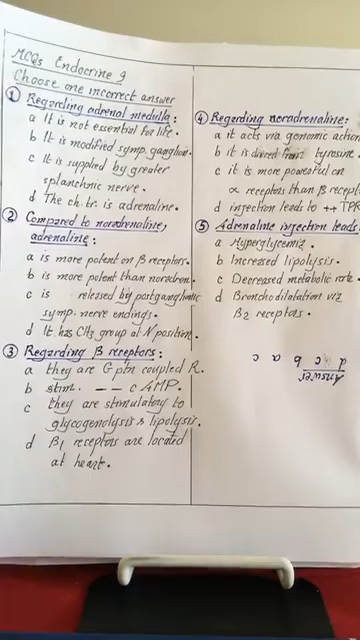 MCQs Endocrine 9
Choose one incorrect answer
① Regarding adrenal medulla:
a It is not essential for life.
b It is modified symp. ganglion.
c It is supplied by greater
splanchnic nerve.
d The ch. tr. is adrenaline.
② Compared to noradrenaline,
adrenaline:
a is more potent on β receptors.
b is more potent than noradren.
c is released by postganglionic
symp. nerve endings.
d It has CH3 group at N position.
③ Regarding β receptors:
a they are G ptn coupled R.
b stim. — — c AMP.
c they are stimulatory to
glycogenolysis & lipolysis.
d β1 receptors are located
at heart.
④ Regarding noradrenaline:
a it acts via genomic action
b it is derived from tyrosine.
c it is more powerful on
α receptors than β recept
d injection leads to ++ TPR
⑤ Adrenaline injection leads
a Hyperglycemia.
b Increased lipolysis.
c Decreased metabolic rate.
d Bronchodilatation via
β2 receptors.
Answer
d c b a c